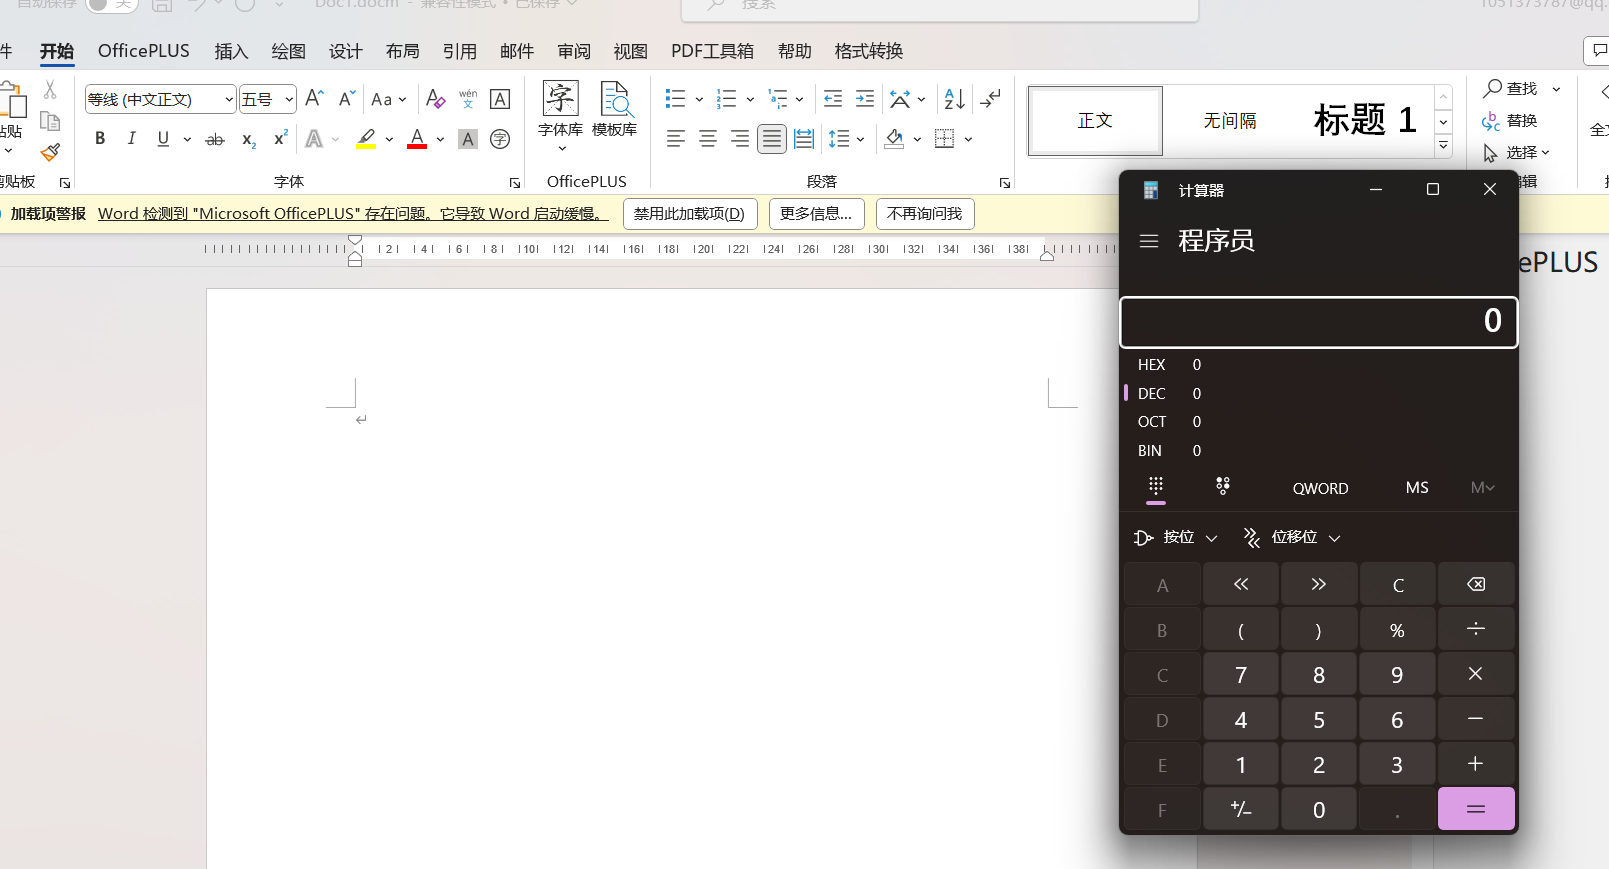 自动保存 关 Doc1.docm - 兼容性模式 • 已保存 搜索 1051373787@qq.
件 开始 OfficePLUS 插入 绘图 设计 布局 引用 邮件 审阅 视图 PDF工具箱 帮助 格式转换
等线 (中文正文) 五号 A A Aa A wén 文 A
粘贴 B I U ab x2 x2 A A A 字
字 字体库 模板库
正文 无间隔 标题 1
查找
替换
选择
全文
剪贴板 字体 OfficePLUS 段落 编辑
加载项警报 Word 检测到 "Microsoft OfficePLUS" 存在问题。它导致 Word 启动缓慢。 禁用此加载项(D) 更多信息... 不再询问我
2 4 6 8 10 12 14 16 18 20 22 24 26 28 30 32 34 36 38
ePLUS
计算器
程序员
0
HEX 0
DEC 0
OCT 0
BIN 0
QWORD MS M
按位 位移位
A « » C
B ( ) % ÷
C 7 8 9 ×
D 4 5 6 −
E 1 2 3 +
F +/− 0 . =